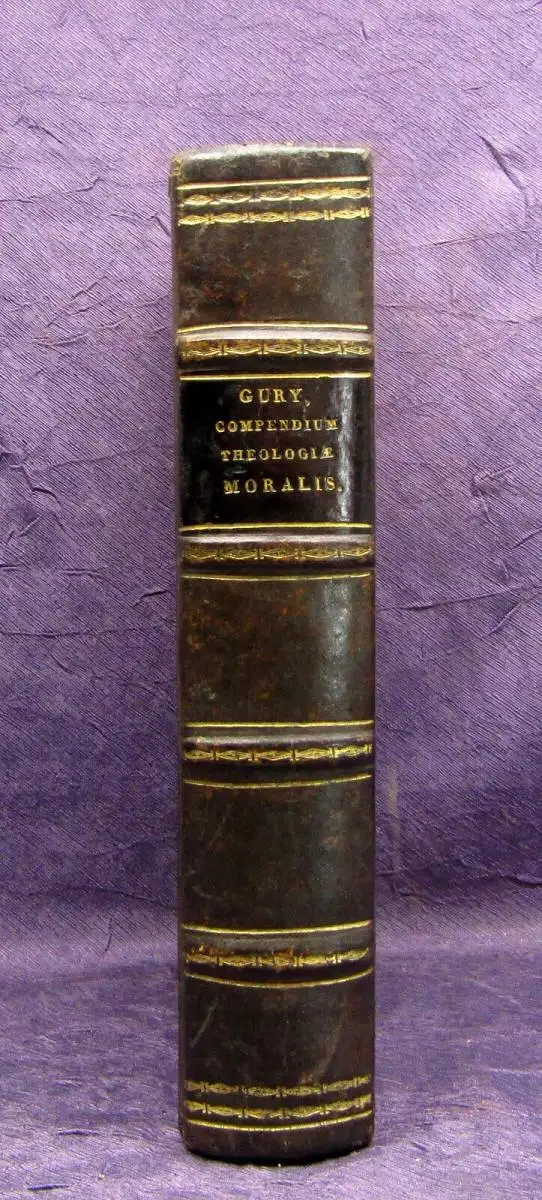 GURY,
COMPENDIUM
THEOLOGIÆ
MORALIS.